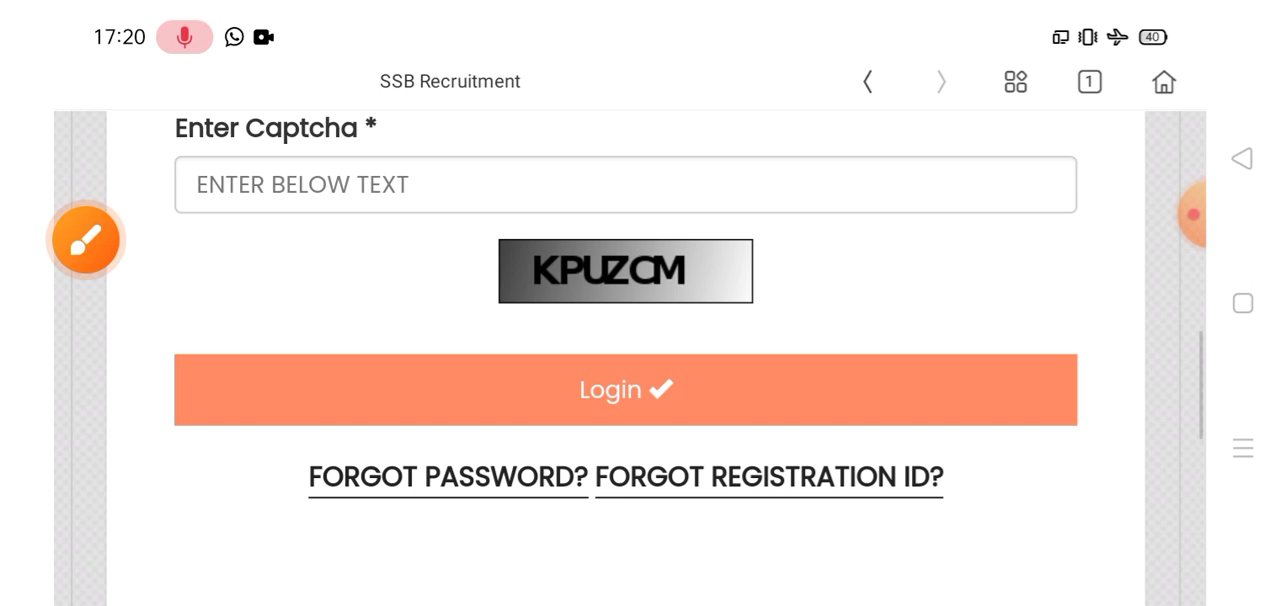 17:20
40
SSB Recruitment
1
Enter Captcha *
ENTER BELOW TEXT
KPUZCM
Login
FORGOT PASSWORD? FORGOT REGISTRATION ID?